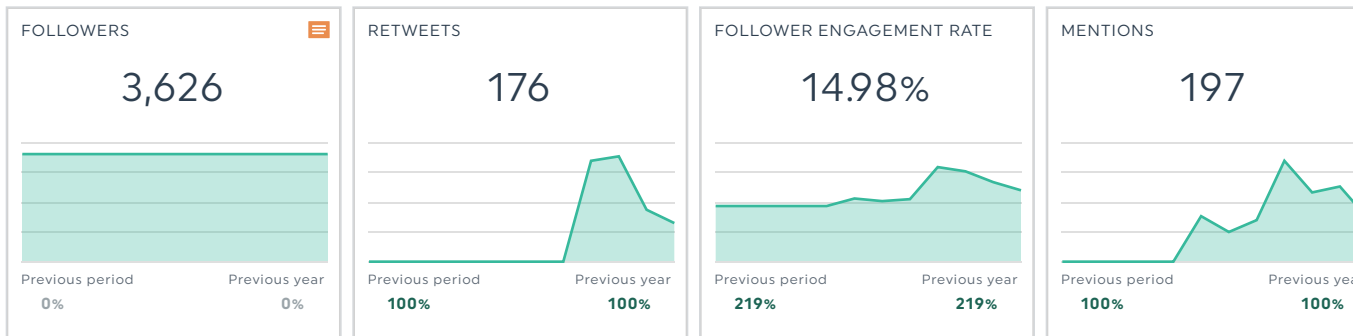 FOLLOWERS
3,626
Previous period Previous year
0% 0%
RETWEETS
176
Previous period Previous year
100% 100%
FOLLOWER ENGAGEMENT RATE
14.98%
Previous period Previous year
219% 219%
MENTIONS
197
Previous period Previous
100% 100%